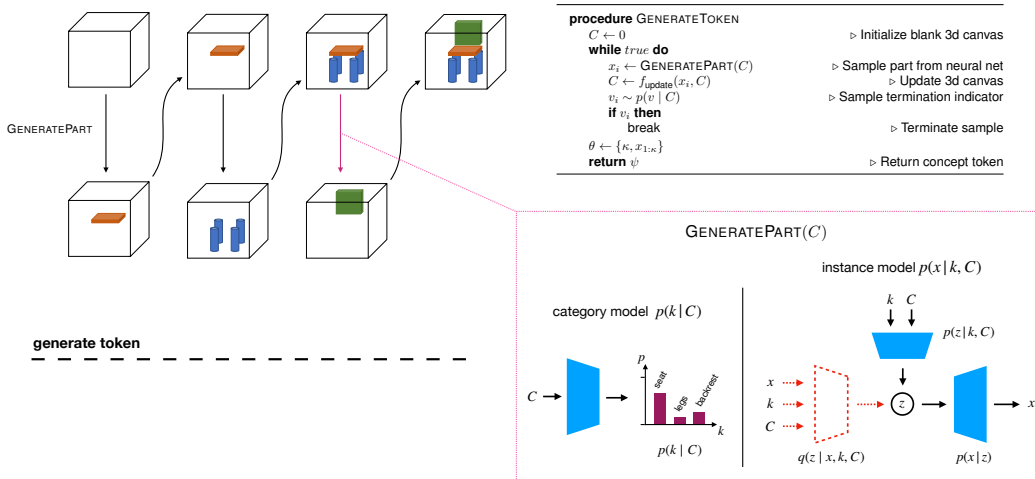 GENERATEPART
generate token
procedure GENERATETOKEN
C ← 0 ▷ Initialize blank 3d canvas
while true do
x_i ← GENERATEPART(C) ▷ Sample part from neural net
C ← f_update(x_i, C) ▷ Update 3d canvas
v_i ∼ p(v | C) ▷ Sample termination indicator
if v_i then
break ▷ Terminate sample
θ ← {κ, x_{1:κ}}
return ψ ▷ Return concept token
GENERATEPART(C)
category model p(k | C)
C
p
seat
legs
backrest
k
p(k | C)
instance model p(x | k, C)
k C
p(z | k, C)
x
k
C
z
x
q(z | x, k, C)
p(x | z)